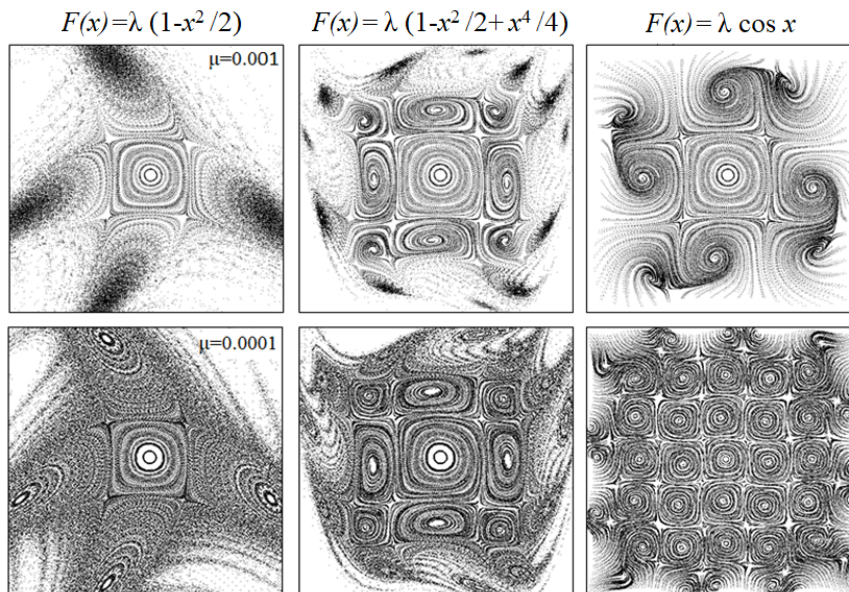 F(x)=λ (1-x² /2) F(x)=λ (1-x² /2+ x⁴ /4) F(x)=λ cos x
μ=0.001
μ=0.0001